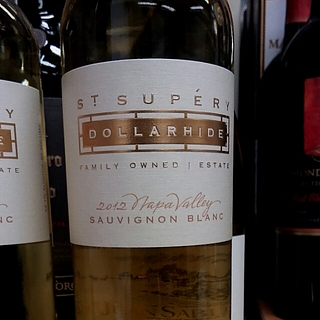 ST SUPÉRY
DOLLARHIDE
FAMILY OWNED | ESTATE
2012 Napa Valley
SAUVIGNON BLANC